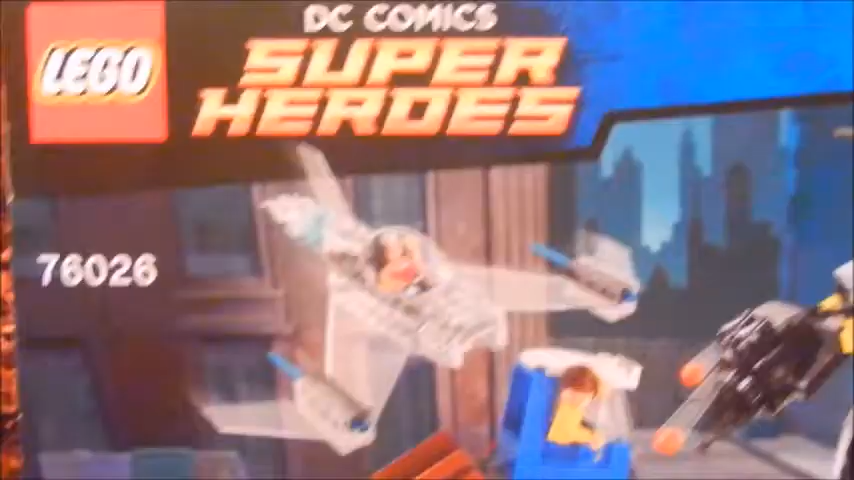 DC COMICS
LEGO
SUPER
HEROES
76026